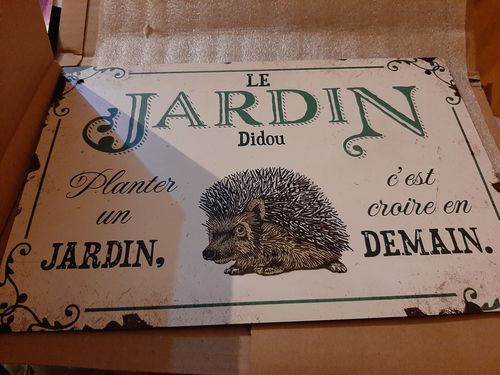 LE
JARDIN
Didou
Planter
un
JARDIN,
c'est
croire en
DEMAIN.